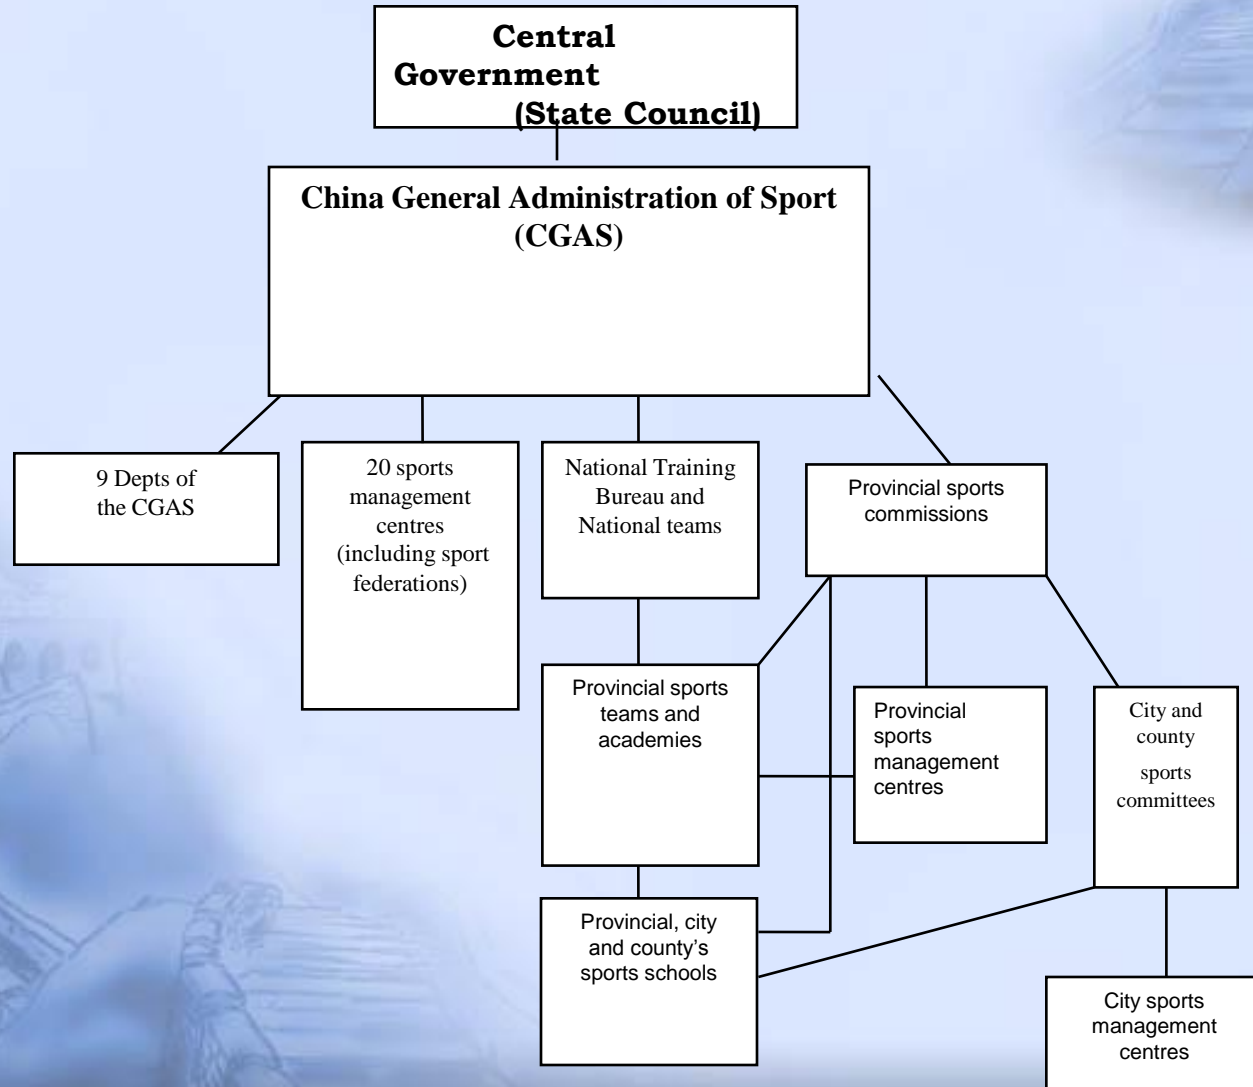 Central
Government
(State Council)
China General Administration of Sport
(CGAS)
9 Depts of
the CGAS
20 sports
management
centres
(including sport
federations)
National Training
Bureau and
National teams
Provincial sports
commissions
Provincial sports
teams and
academies
Provincial
sports
management
centres
City and
county
sports
committees
Provincial, city
and county’s
sports schools
City sports
management
centres